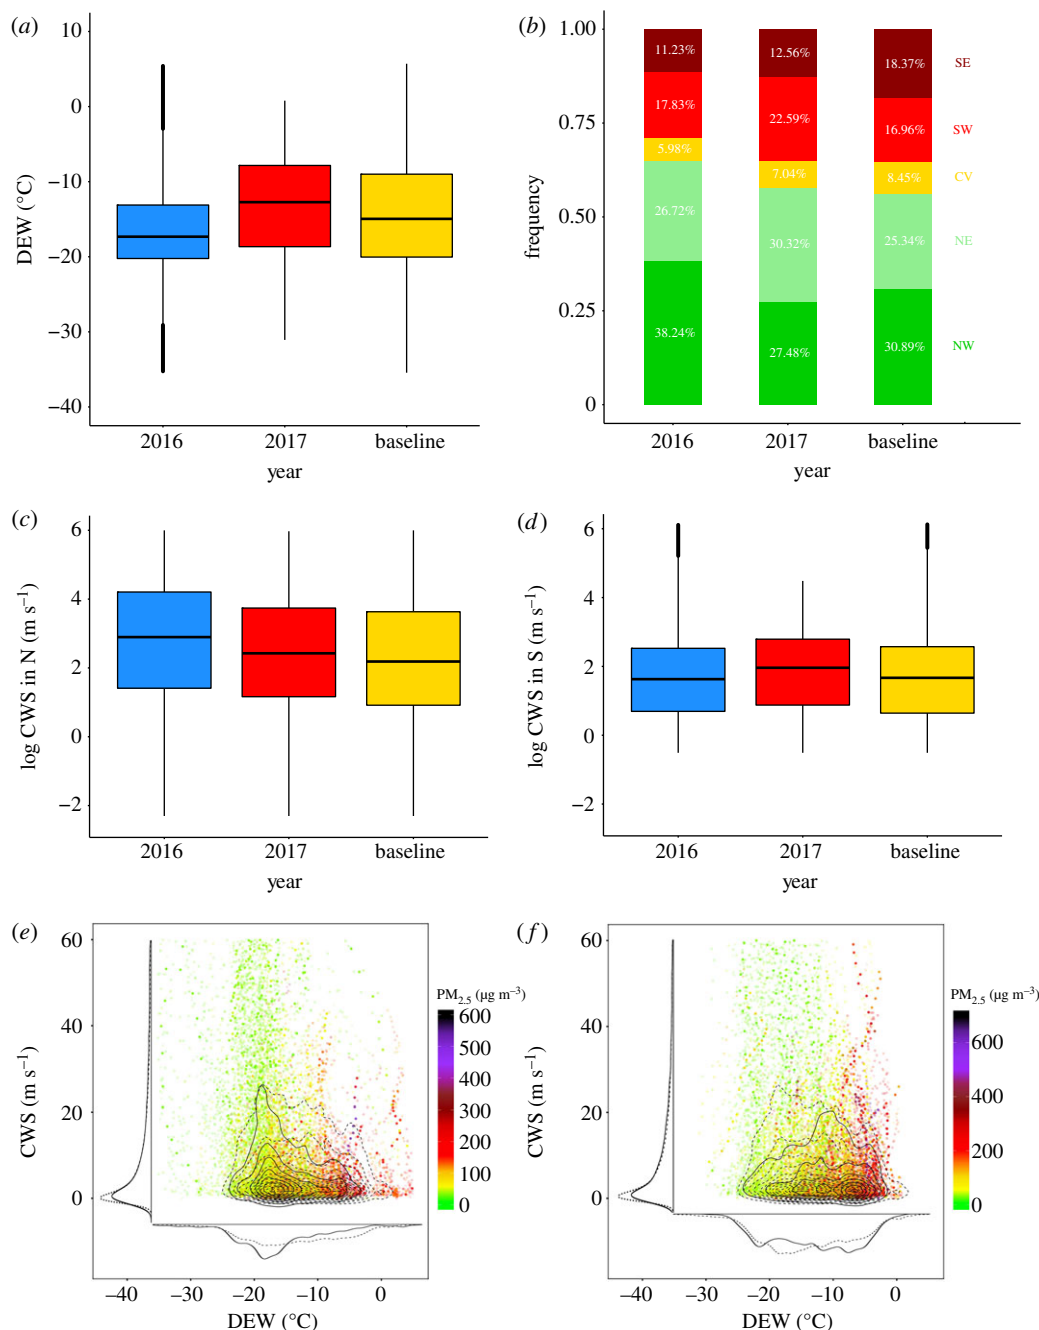 (a)
10
0
−10
−20
−30
−40
DEW (°C)
2016
2017
baseline
year
(b)
1.00
0.75
0.50
0.25
0
frequency
11.23%
12.56%
18.37%
SE
17.83%
22.59%
16.96%
SW
5.98%
7.04%
8.45%
CV
26.72%
30.32%
25.34%
NE
38.24%
27.48%
30.89%
NW
2016
2017
baseline
year
(c)
6
4
2
0
−2
log CWS in N (m s−1)
2016
2017
baseline
year
(d)
6
4
2
0
−2
log CWS in S (m s−1)
2016
2017
baseline
year
(e)
60
40
20
0
CWS (m s−1)
PM2.5 (µg m−3)
600
500
400
300
200
100
0
−40
−30
−20
−10
0
DEW (°C)
(f)
60
40
20
0
CWS (m s−1)
PM2.5 (µg m−3)
600
400
200
0
−40
−30
−20
−10
0
DEW (°C)